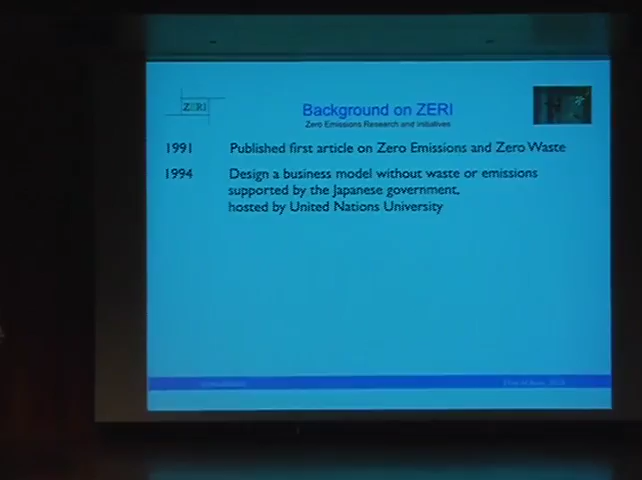 ZERI
Background on ZERI
Zero Emissions Research and Initiatives
1991 Published first article on Zero Emissions and Zero Waste
1994 Design a business model without waste or emissions
supported by the Japanese government,
hosted by United Nations University